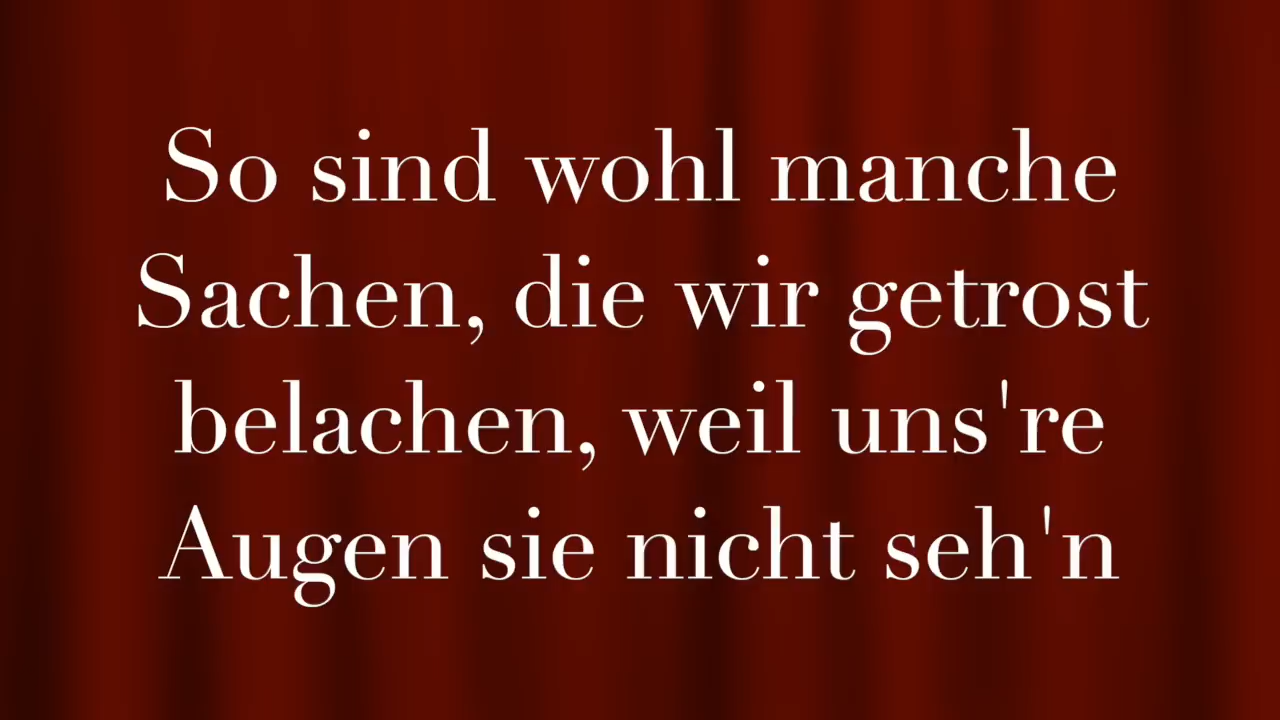 So sind wohl manche
Sachen, die wir getrost
belachen, weil uns're
Augen sie nicht seh'n